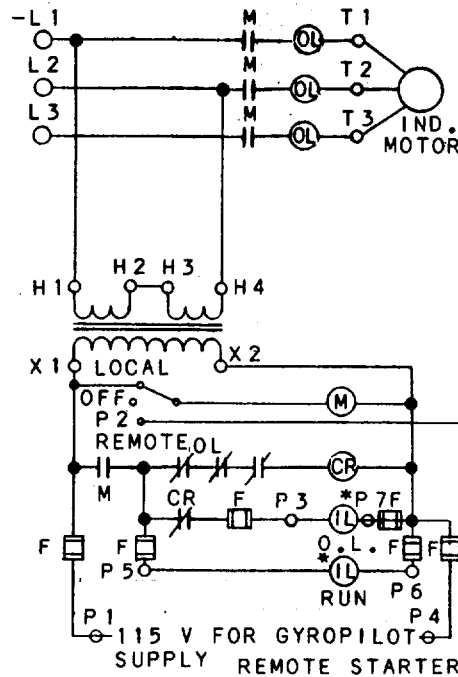 -L1 M T1
OL
L2 M T2
OL
L3 M T3
OL
IND.
MOTOR
H1 H2 H3 H4
X1 LOCAL X2
OFF M
P2
REMOTE
OL
M CR
CR F P3 *P7F
IL
F F O.L. F F
P5 *IL P6
RUN
P1 P4
115 V FOR GYROPILOT
SUPPLY REMOTE STARTER